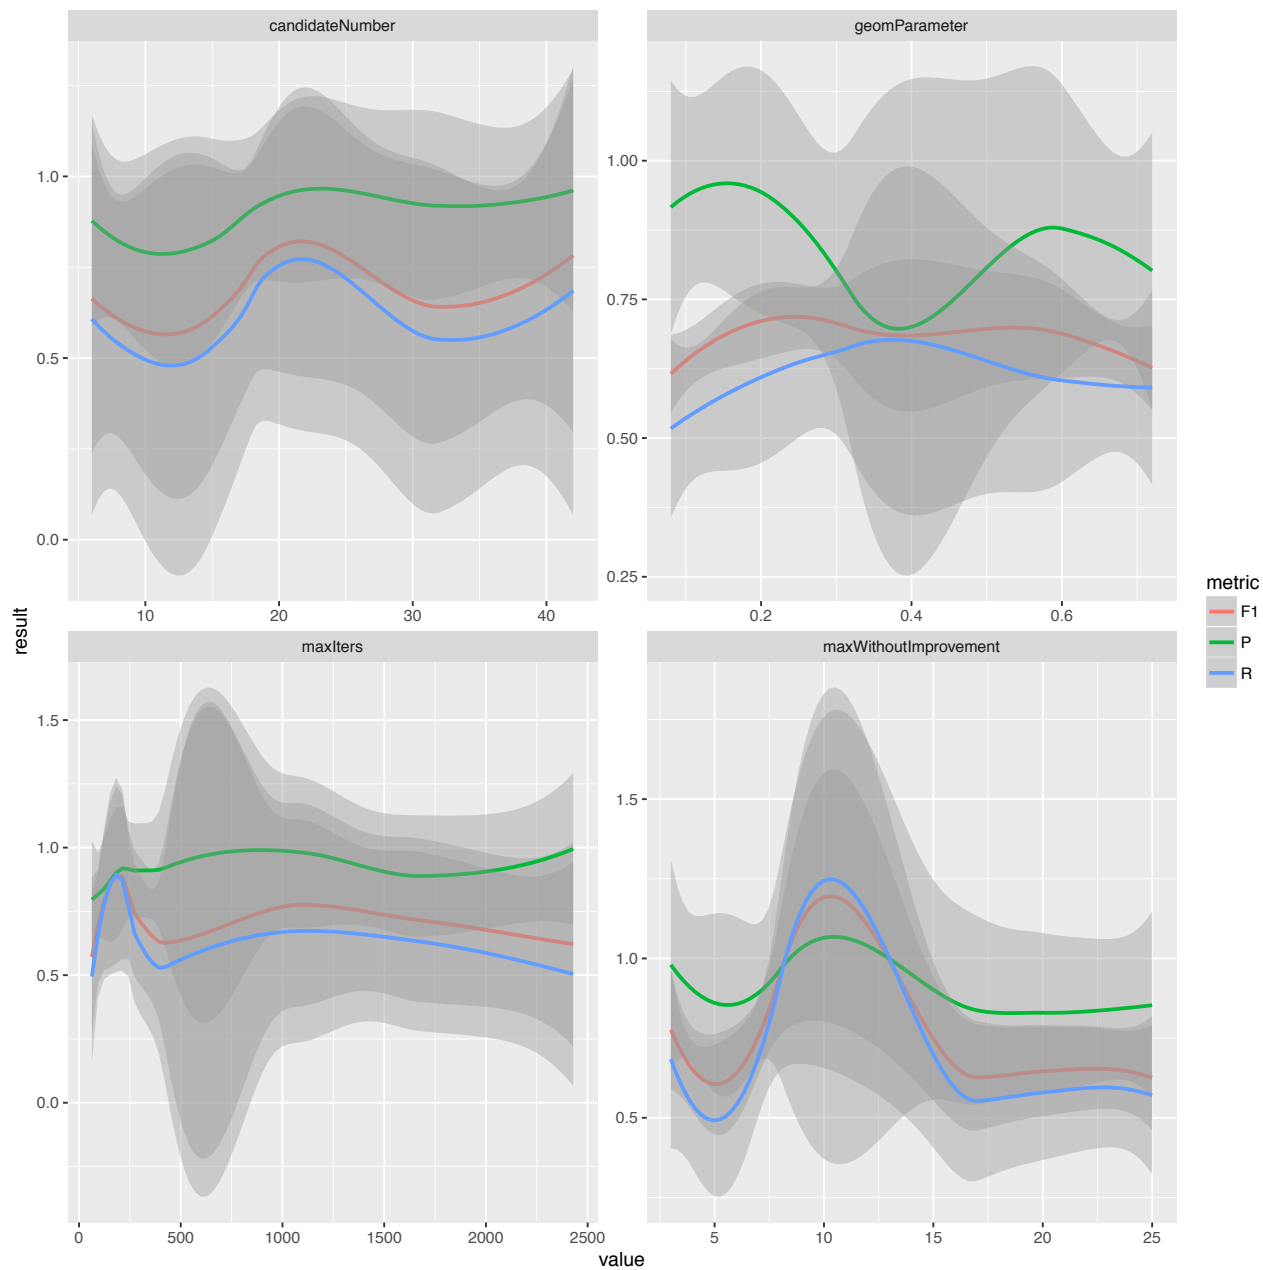 candidateNumber
geomParameter
1.0
0.5
0.0
10 20 30 40
1.00
0.75
0.50
0.25
0.2 0.4 0.6
maxIters
maxWithoutImprovement
1.5
1.0
0.5
0.0
0 500 1000 1500 2000 2500
1.5
1.0
0.5
5 10 15 20 25
result
value
metric
F1
P
R